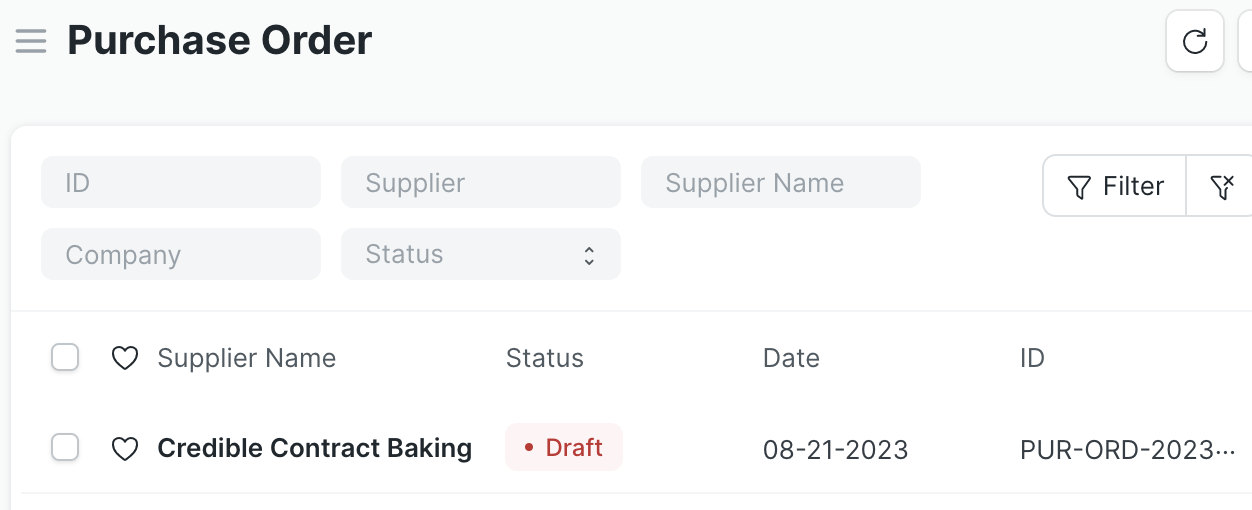 Purchase Order
ID Supplier Supplier Name Filter
Company Status
Supplier Name Status Date ID
Credible Contract Baking • Draft 08-21-2023 PUR-ORD-2023···